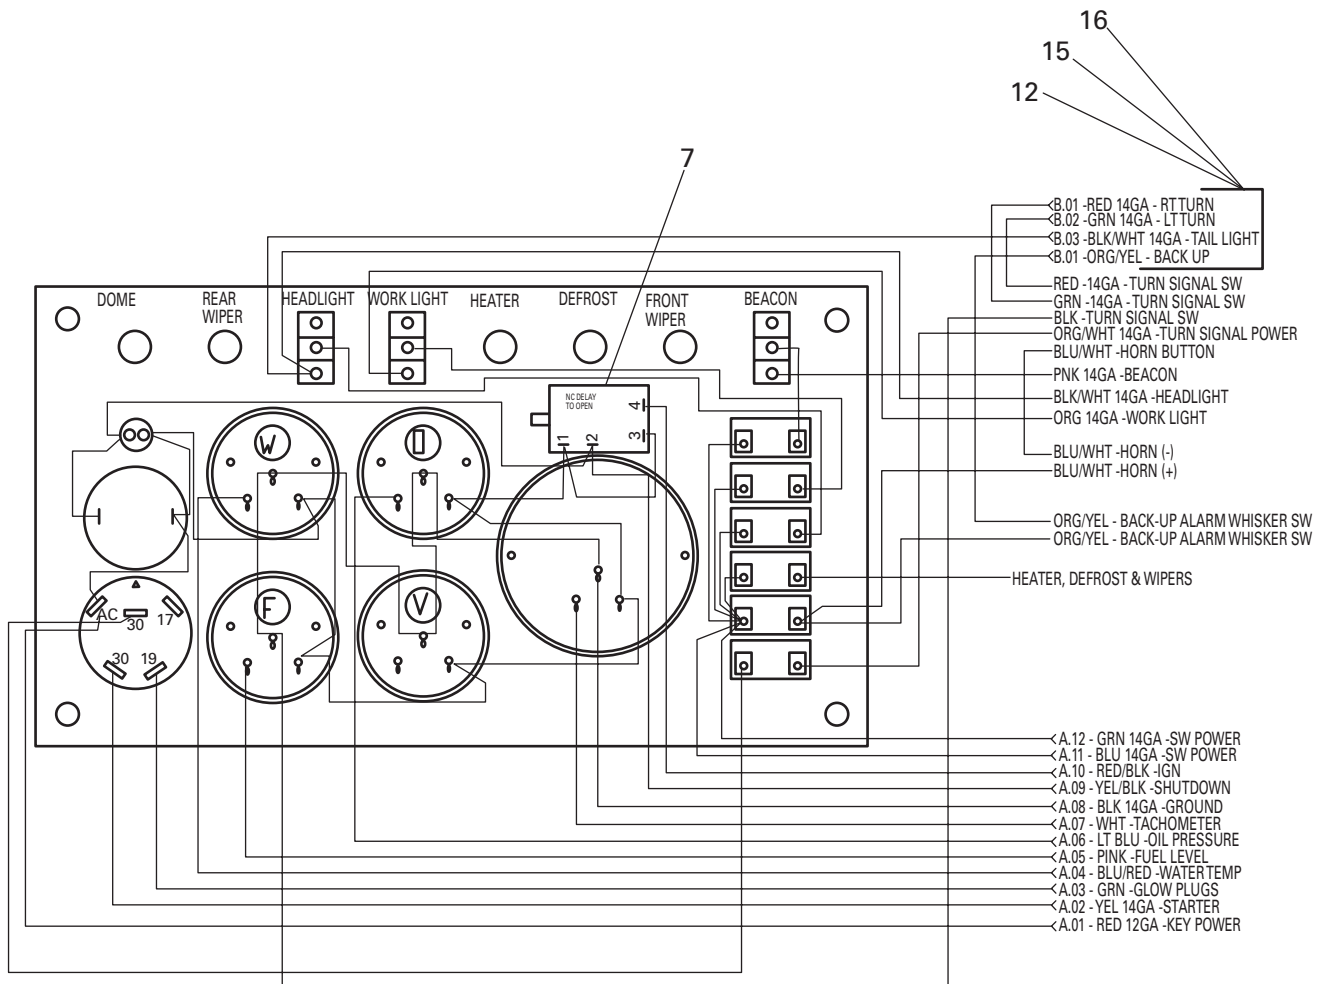 16
15
12
7
B.01 -RED 14GA - RT TURN
B.02 -GRN 14GA - LT TURN
B.03 -BLK/WHT 14GA -TAIL LIGHT
B.01 -ORG/YEL - BACK UP
RED -14GA -TURN SIGNAL SW
GRN -14GA -TURN SIGNAL SW
BLK -TURN SIGNAL SW
ORG/WHT 14GA -TURN SIGNAL POWER
BLU/WHT -HORN BUTTON
PNK 14GA -BEACON
BLK/WHT 14GA -HEADLIGHT
ORG 14GA -WORK LIGHT
BLU/WHT -HORN (-)
BLU/WHT -HORN (+)
ORG/YEL - BACK-UP ALARM WHISKER SW
ORG/YEL - BACK-UP ALARM WHISKER SW
HEATER, DEFROST & WIPERS
DOME
REAR
WIPER
HEADLIGHT
WORK LIGHT
HEATER
DEFROST
FRONT
WIPER
BEACON
NC DELAY
TO OPEN
4
3
1
2
W
F
V
AC
30
17
30
19
A.12 - GRN 14GA -SW POWER
A.11 - BLU 14GA -SW POWER
A.10 - RED/BLK -IGN
A.09 - YEL/BLK -SHUTDOWN
A.08 - BLK 14GA -GROUND
A.07 - WHT -TACHOMETER
A.06 - LT BLU -OIL PRESSURE
A.05 - PINK -FUEL LEVEL
A.04 - BLU/RED -WATER TEMP
A.03 - GRN -GLOW PLUGS
A.02 - YEL 14GA -STARTER
A.01 - RED 12GA -KEY POWER